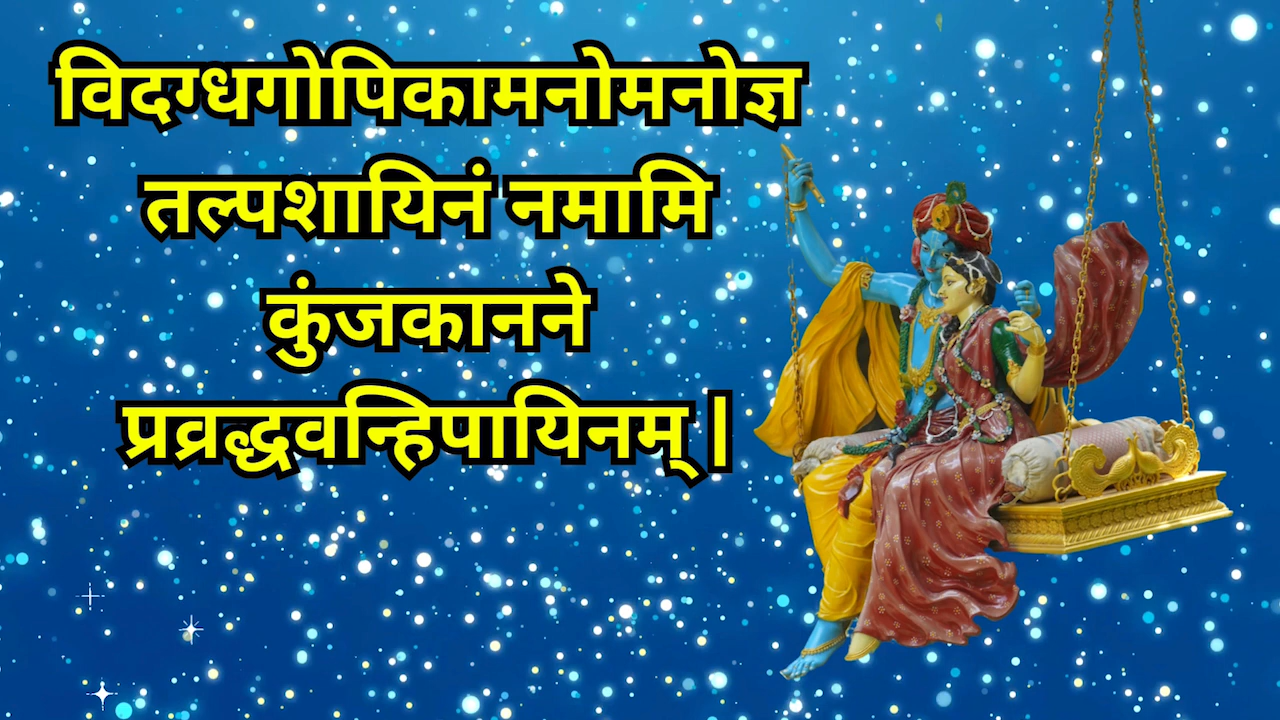 विदग्धगोपिकामनोमनोज्ञ
तल्पशायिनं नमामि
कुंजकानने
प्रव्रद्धवन्हिपायिनम् |